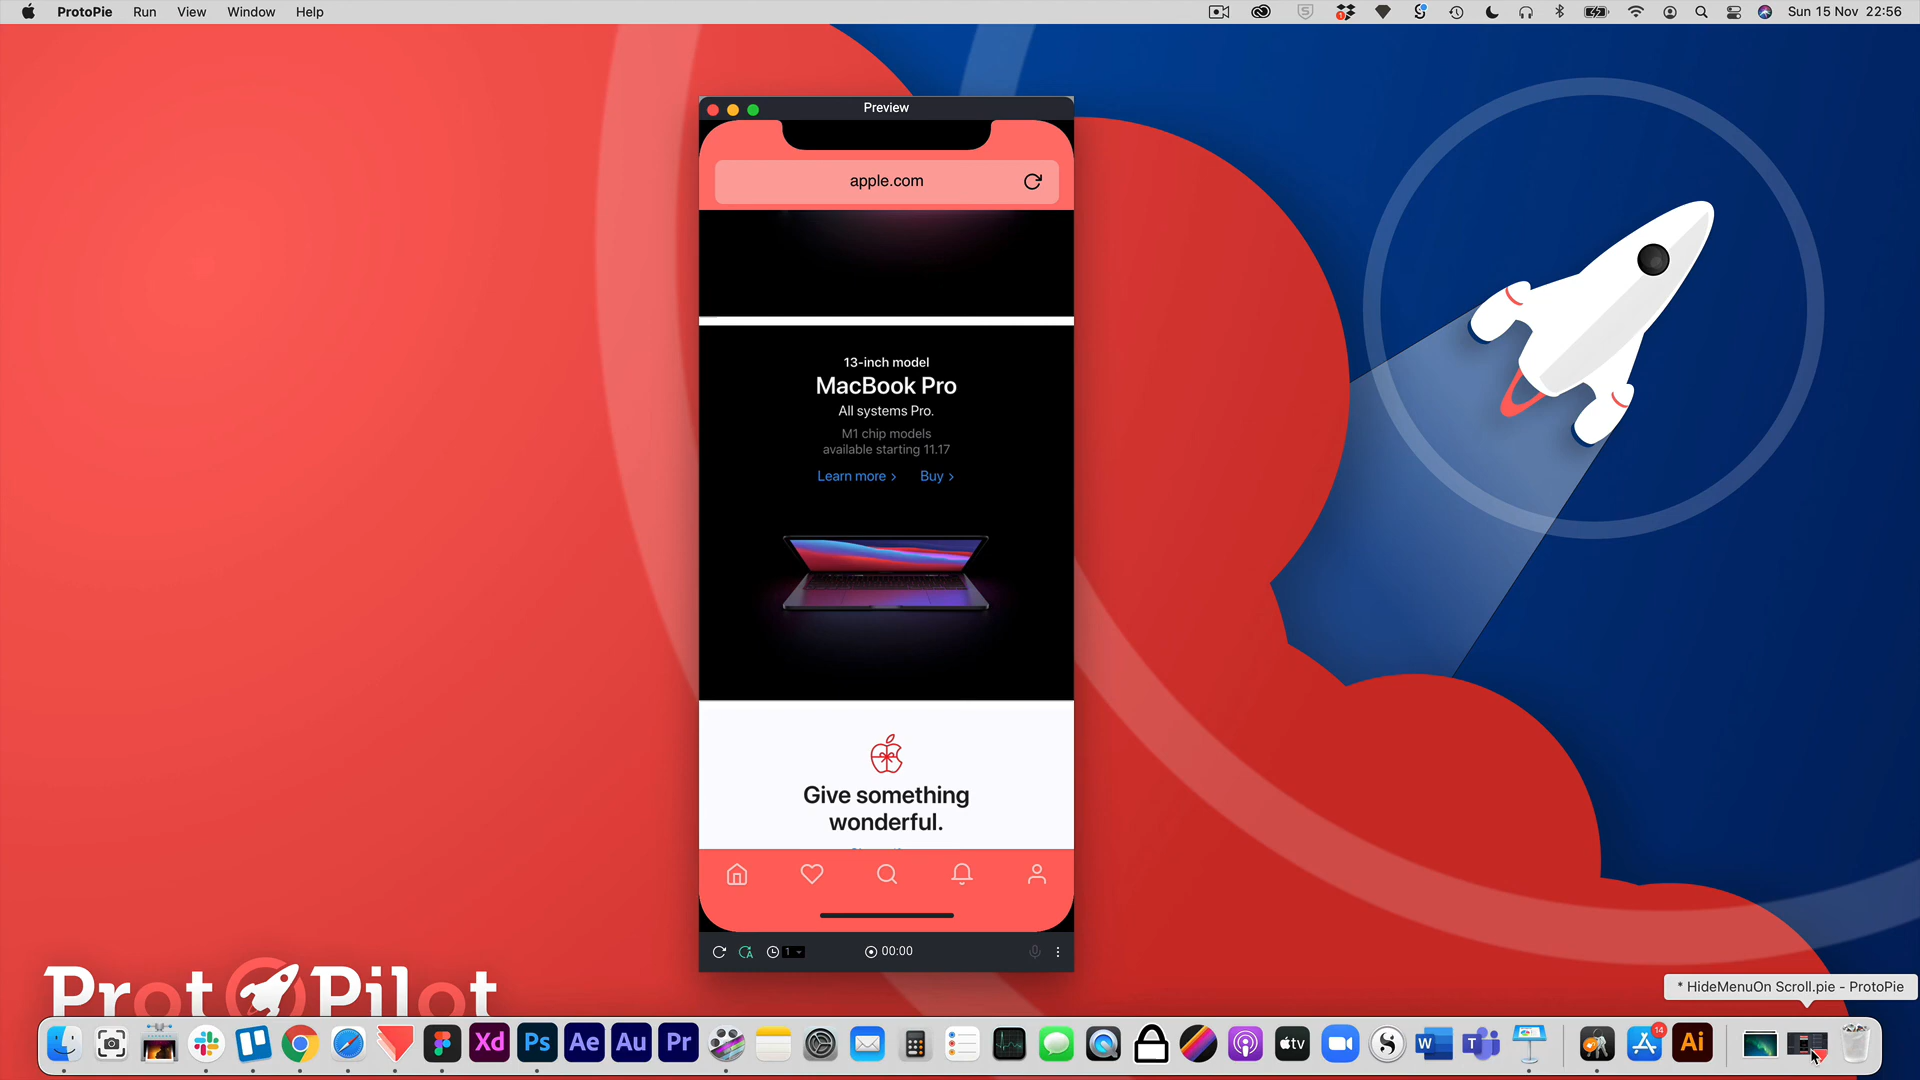 ProtoPie Run View Window Help
Sun 15 Nov 22:56
Preview
apple.com
13-inch model
MacBook Pro
All systems Pro.
M1 chip models
available starting 11.17
Learn more > Buy >
Give something
wonderful.
1
00:00
ProtoPilot
* HideMenuOn Scroll.pie - ProtoPie
Xd Ps Ae Au Pr tv W T 14 Ai